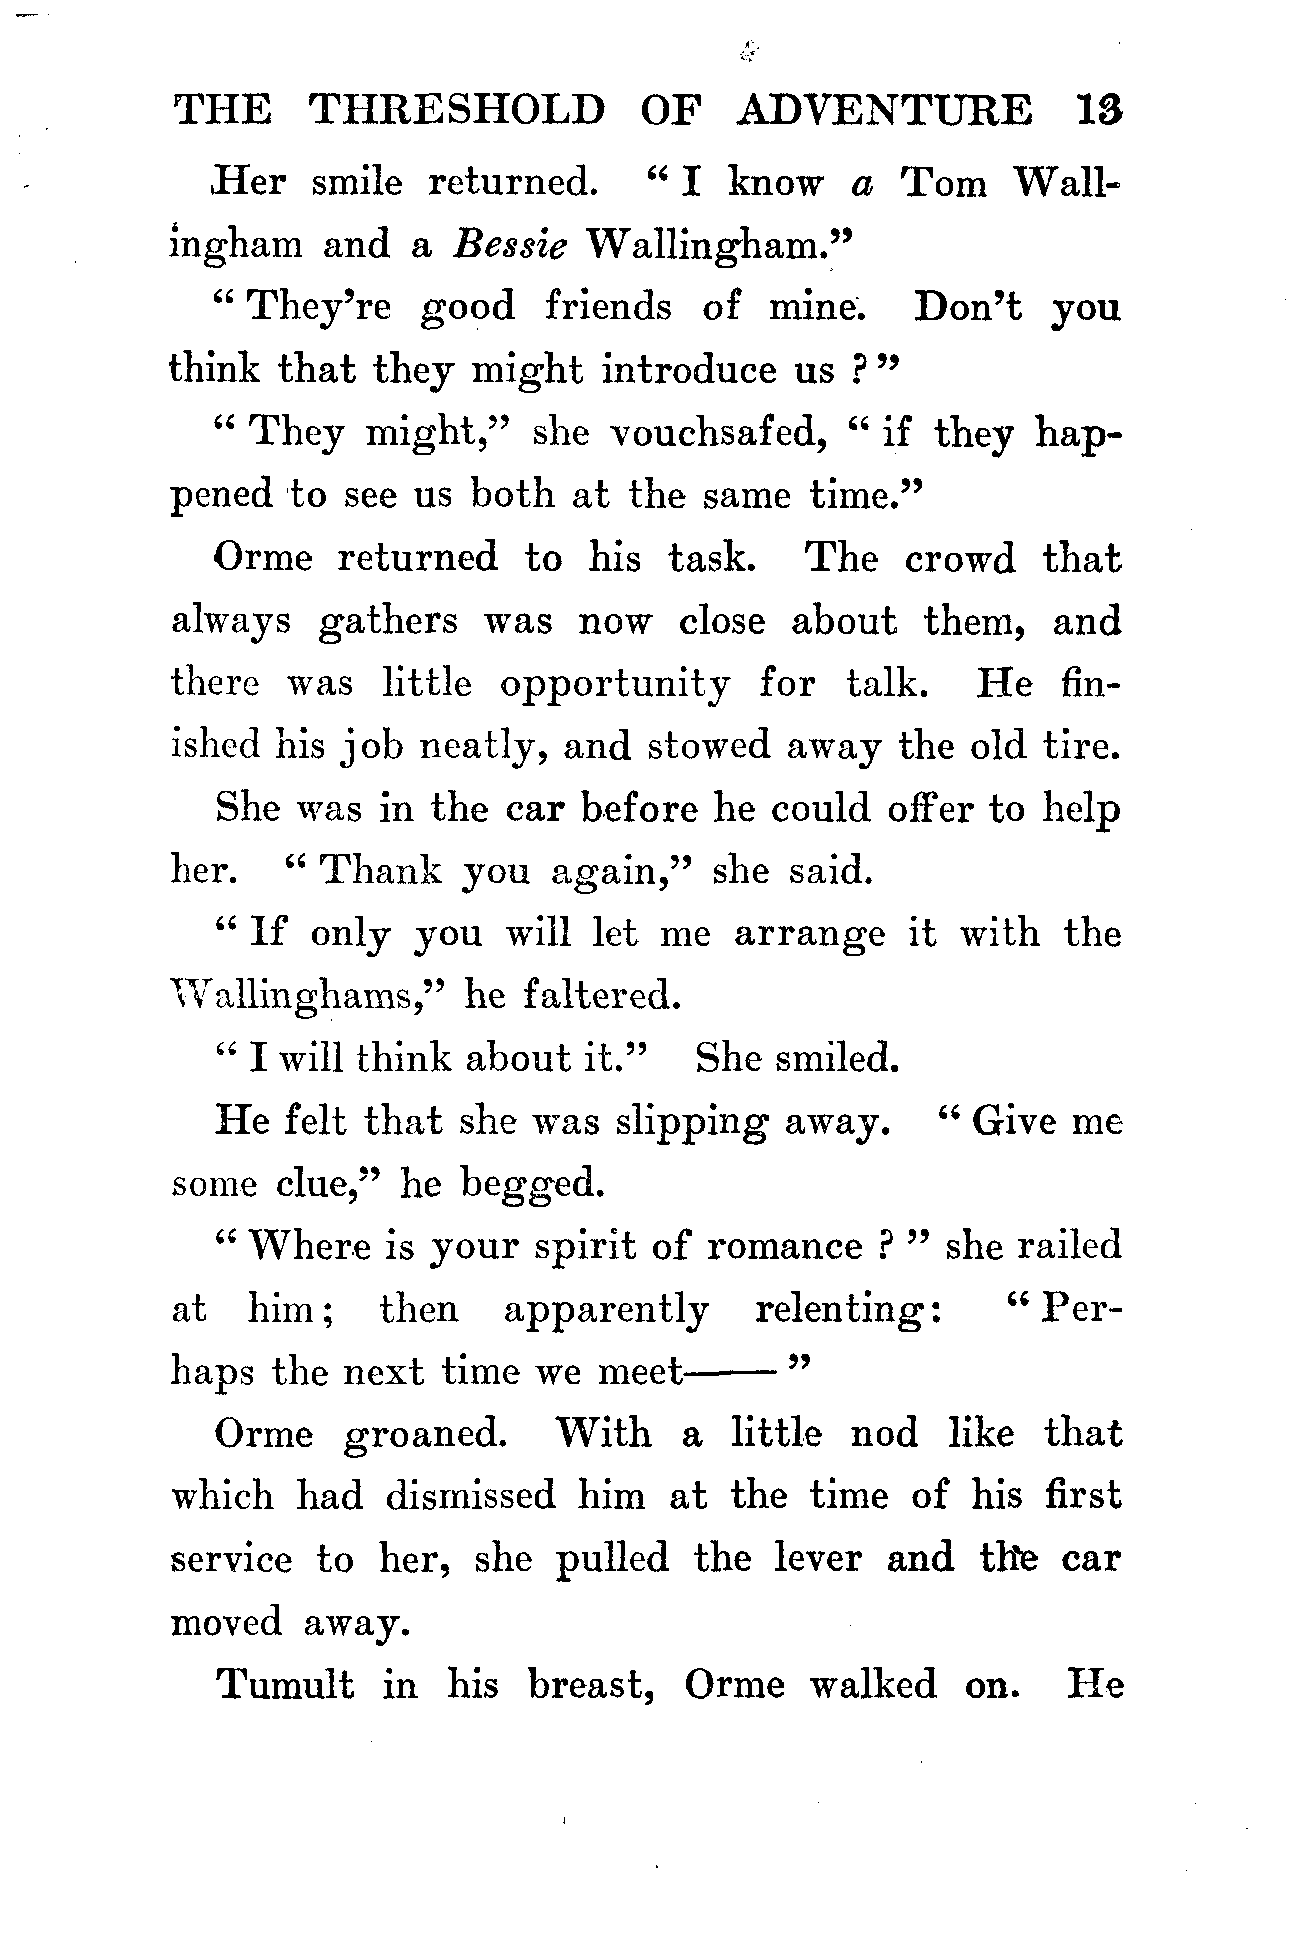 THE THRESHOLD OF ADVENTURE 13
Her smile returned. “ I know a Tom Wall-
ingham and a Bessie Wallingham.”
“ They’re good friends of mine. Don’t you
think that they might introduce us ? ”
“ They might,” she vouchsafed, “ if they hap-
pened to see us both at the same time.”
Orme returned to his task. The crowd that
always gathers was now close about them, and
there was little opportunity for talk. He fin-
ished his job neatly, and stowed away the old tire.
She was in the car before he could offer to help
her. “ Thank you again,” she said.
“ If only you will let me arrange it with the
Wallinghams,” he faltered.
“ I will think about it.” She smiled.
He felt that she was slipping away. “ Give me
some clue,” he begged.
“ Where is your spirit of romance ? ” she railed
at him ; then apparently relenting: “ Per-
haps the next time we meet—— ”
Orme groaned. With a little nod like that
which had dismissed him at the time of his first
service to her, she pulled the lever and the car
moved away.
Tumult in his breast, Orme walked on. He